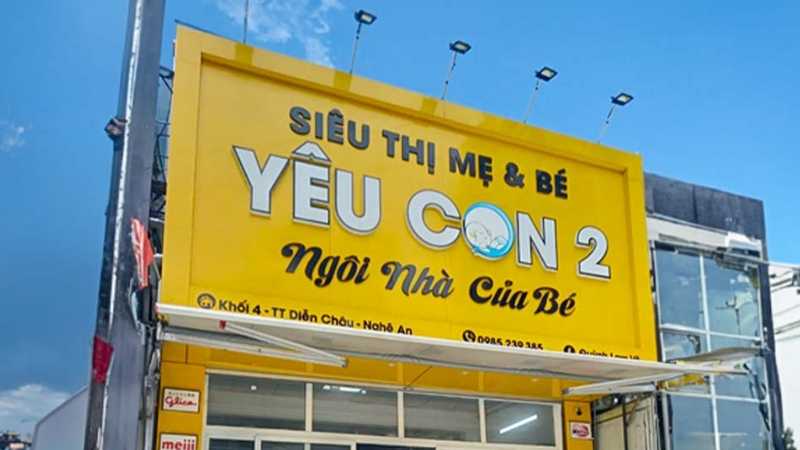 SIÊU THỊ MẸ & BÉ
YÊU CON 2
Ngôi Nhà Của Bé
Khối 4 - TT Diễn Châu - Nghệ An
0985 239 385
Glico
meiji